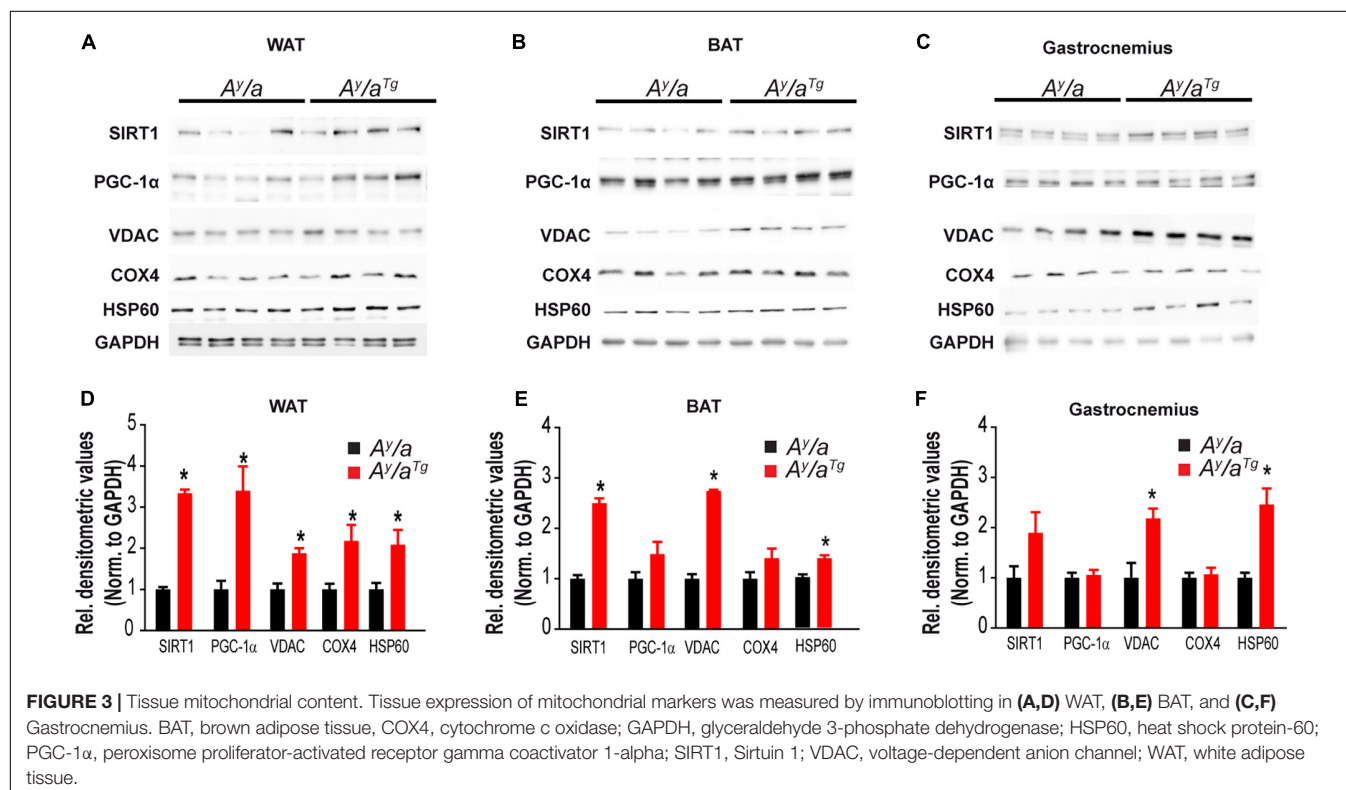 A
WAT
Aʸ/a
Aʸ/aᵀᵍ
SIRT1
PGC-1α
VDAC
COX4
HSP60
GAPDH
B
BAT
Aʸ/a
Aʸ/aᵀᵍ
SIRT1
PGC-1α
VDAC
COX4
HSP60
GAPDH
C
Gastrocnemius
Aʸ/a
Aʸ/aᵀᵍ
SIRT1
PGC-1α
VDAC
COX4
HSP60
GAPDH
D
WAT
Rel. densitometric values
(Norm. to GAPDH)
5
4
3
2
1
0
Aʸ/a
Aʸ/aᵀᵍ
* * * * *
SIRT1 PGC-1α VDAC COX4 HSP60
E
BAT
Rel. densitometric values
(Norm. to GAPDH)
4
3
2
1
0
Aʸ/a
Aʸ/aᵀᵍ
* * *
SIRT1 PGC-1α VDAC COX4 HSP60
F
Gastrocnemius
Rel. densitometric values
(Norm. to GAPDH)
4
3
2
1
0
Aʸ/a
Aʸ/aᵀᵍ
* *
SIRT1 PGC-1α VDAC COX4 HSP60
FIGURE 3 | Tissue mitochondrial content. Tissue expression of mitochondrial markers was measured by immunoblotting in (A,D) WAT, (B,E) BAT, and (C,F)
Gastrocnemius. BAT, brown adipose tissue, COX4, cytochrome c oxidase; GAPDH, glyceraldehyde 3-phosphate dehydrogenase; HSP60, heat shock protein-60;
PGC-1α, peroxisome proliferator-activated receptor gamma coactivator 1-alpha; SIRT1, Sirtuin 1; VDAC, voltage-dependent anion channel; WAT, white adipose
tissue.